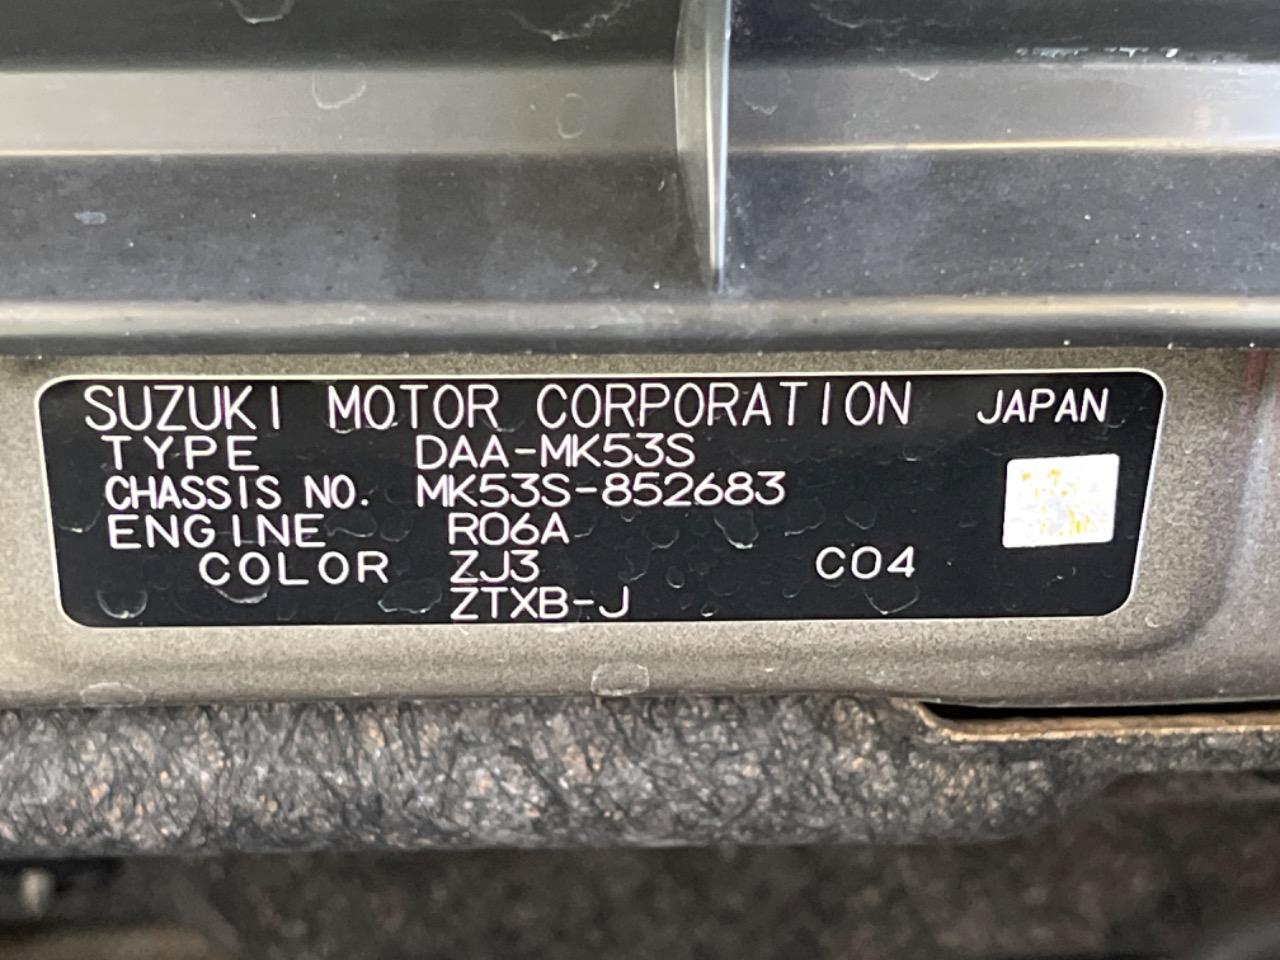 SUZUKI MOTOR CORPORATION JAPAN
TYPE DAA-MK53S
CHASSIS NO. MK53S-852683
ENGINE R06A
COLOR ZJ3 C04
ZTXB-J